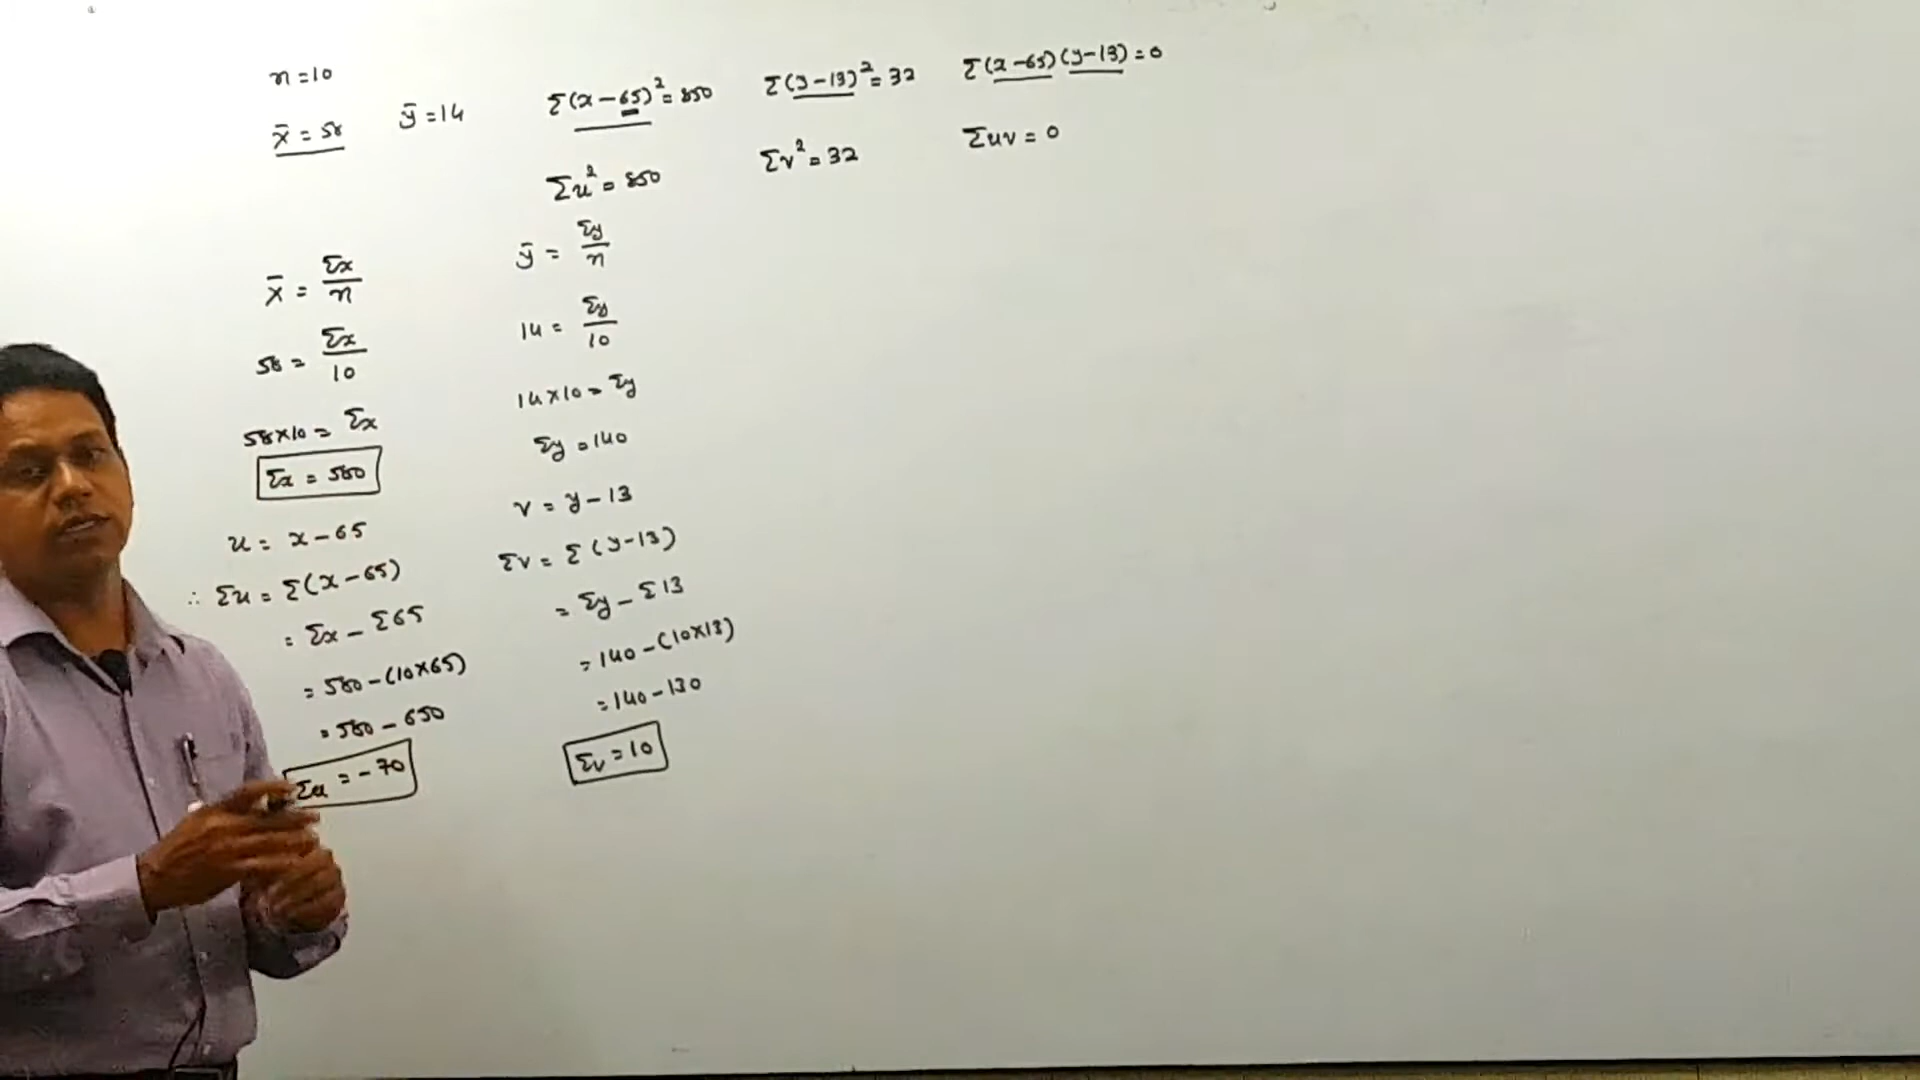 n = 10
x̄ = 58
ȳ = 14
Σ(x – 65)² = 850
Σ(y – 13)² = 32
Σ(x – 65)(y – 13) = 0
Σu² = 850
Σv² = 32
Σuv = 0
x̄ = Σx / n
58 = Σx / 10
58 × 10 = Σx
Σx = 580
u = x – 65
∴ Σu = Σ(x – 65)
= Σx – Σ65
= 580 – (10×65)
= 580 – 650
Σu = – 70
ȳ = Σy / n
14 = Σy / 10
14 × 10 = Σy
Σy = 140
v = y – 13
Σv = Σ(y – 13)
= Σy – Σ13
= 140 – (10×13)
= 140 – 130
Σv = 10